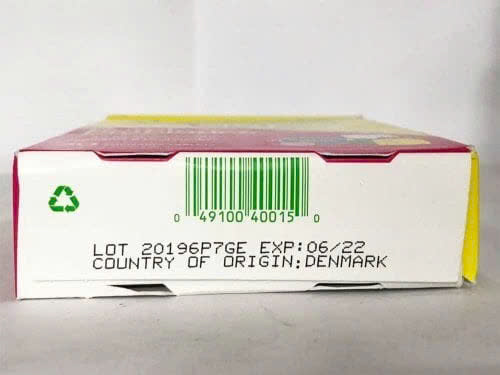 0 49100 40015 0
LOT 20196P7GE EXP:06/22
COUNTRY OF ORIGIN:DENMARK